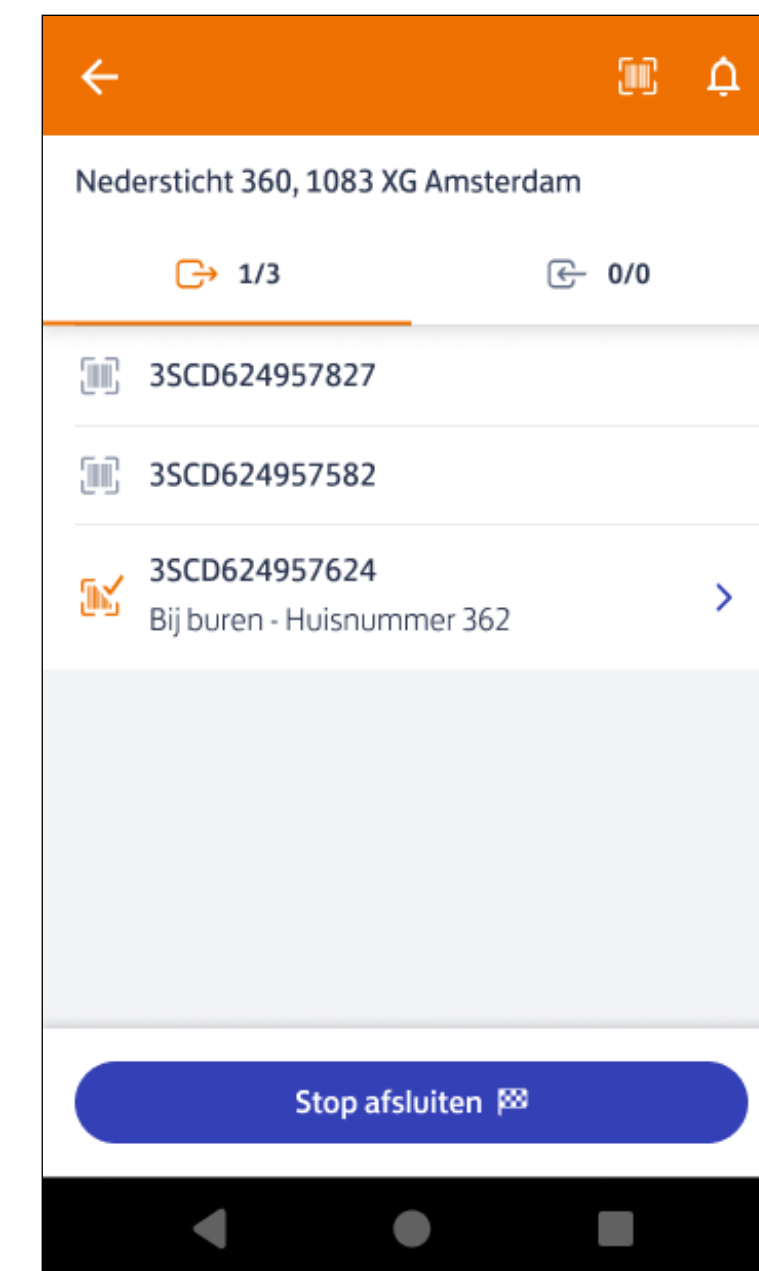 Nedersticht 360, 1083 XG Amsterdam
1/3 0/0
3SCD624957827
3SCD624957582
3SCD624957624
Bij buren - Huisnummer 362
Stop afsluiten